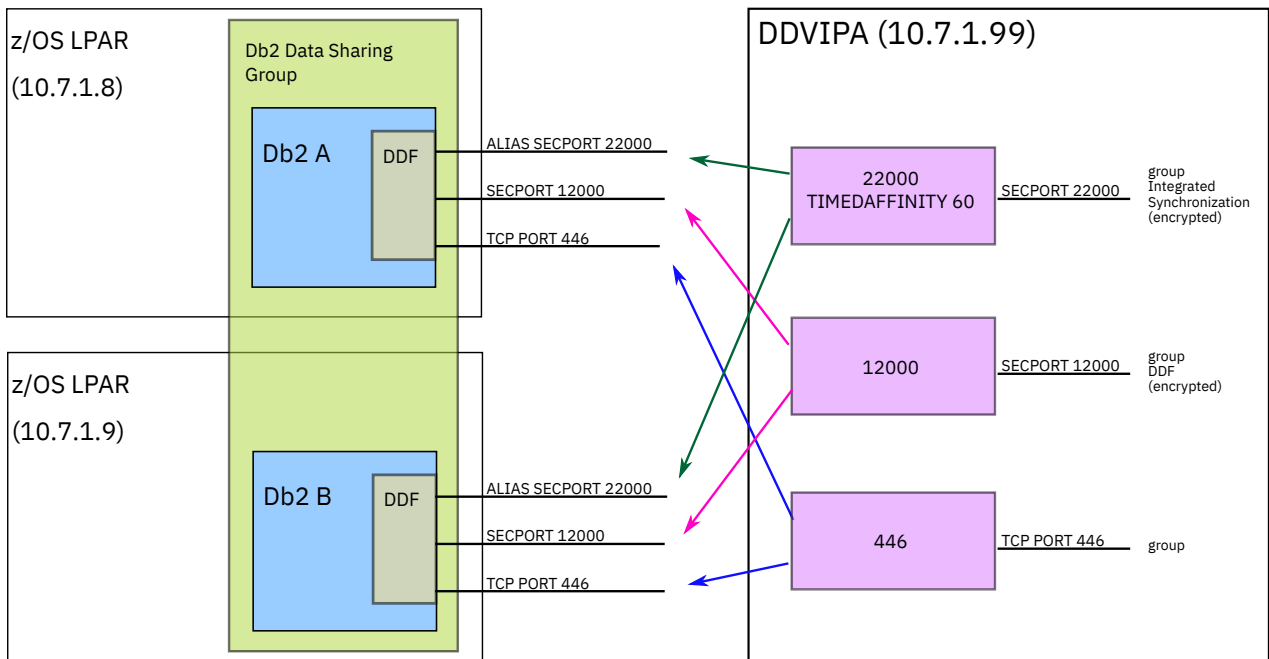 z/OS LPAR
(10.7.1.8)
Db2 Data Sharing
Group
Db2 A
DDF
ALIAS SECPORT 22000
SECPORT 12000
TCP PORT 446
z/OS LPAR
(10.7.1.9)
Db2 B
DDF
ALIAS SECPORT 22000
SECPORT 12000
TCP PORT 446
DDVIPA (10.7.1.99)
22000
TIMEDAFFINITY 60
SECPORT 22000
group
Integrated
Synchronization
(encrypted)
12000
SECPORT 12000
group
DDF
(encrypted)
446
TCP PORT 446
group